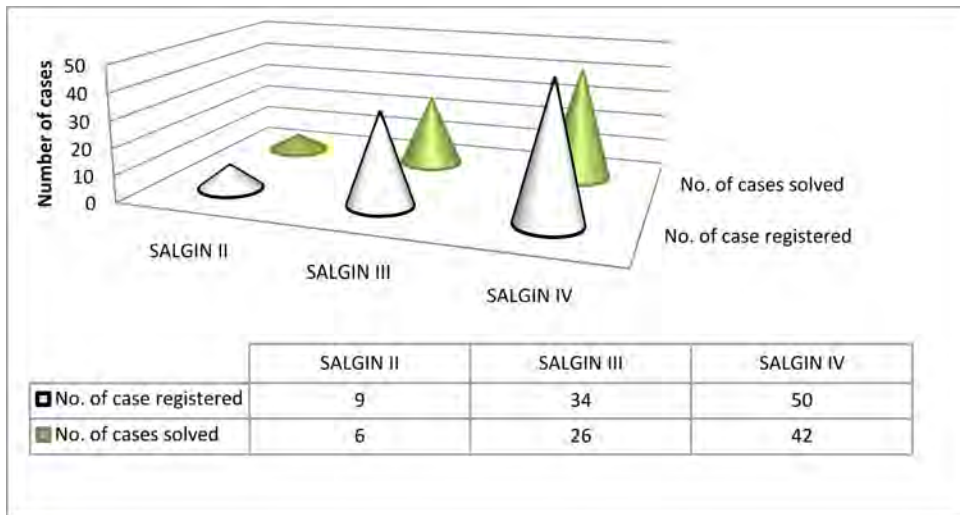 Number of cases
50
40
30
20
10
0
No. of cases solved
No. of case registered
SALGIN II
SALGIN III
SALGIN IV
SALGIN II SALGIN III SALGIN IV
No. of case registered 9 34 50
No. of cases solved 6 26 42